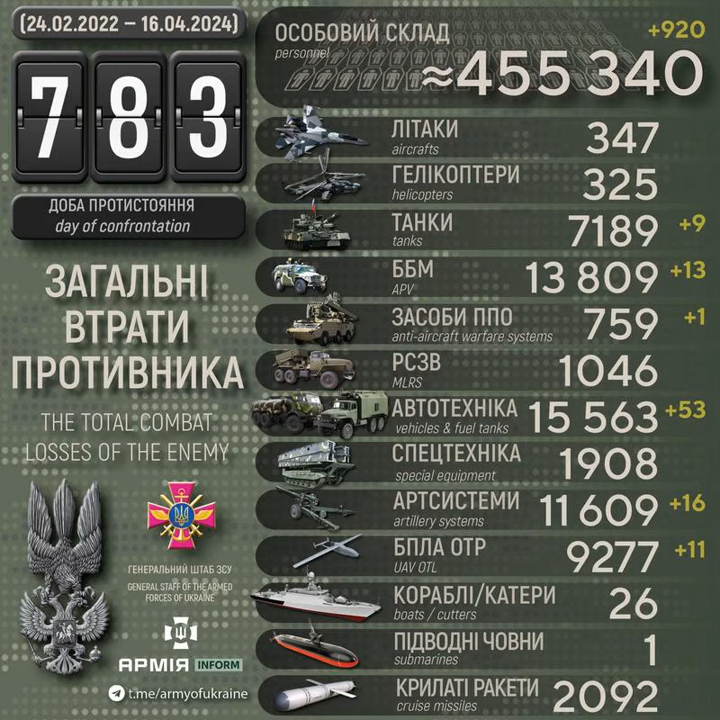 (24.02.2022 – 16.04.2024)
783
ДОБА ПРОТИСТОЯННЯ
day of confrontation
ЗАГАЛЬНІ
ВТРАТИ
ПРОТИВНИКА
THE TOTAL COMBAT
LOSSES OF THE ENEMY
ГЕНЕРАЛЬНИЙ ШТАБ ЗСУ
GENERAL STAFF OF THE ARMED
FORCES OF UKRAINE
АРМІЯ INFORM
t.me/armyofukraine
ОСОБОВИЙ СКЛАД +920
personnel
≈455 340
ЛІТАКИ 347
aircrafts
ГЕЛІКОПТЕРИ 325
helicopters
ТАНКИ 7189 +9
tanks
ББМ 13 809 +13
APV
ЗАСОБИ ППО 759 +1
anti-aircraft warfare systems
РСЗВ 1046
MLRS
АВТОТЕХНІКА 15 563 +53
vehicles & fuel tanks
СПЕЦТЕХНІКА 1908
special equipment
АРТСИСТЕМИ 11 609 +16
artillery systems
БПЛА ОТР 9277 +11
UAV OTL
КОРАБЛІ/КАТЕРИ 26
boats / cutters
ПІДВОДНІ ЧОВНИ 1
submarines
КРИЛАТІ РАКЕТИ 2092
cruise missiles